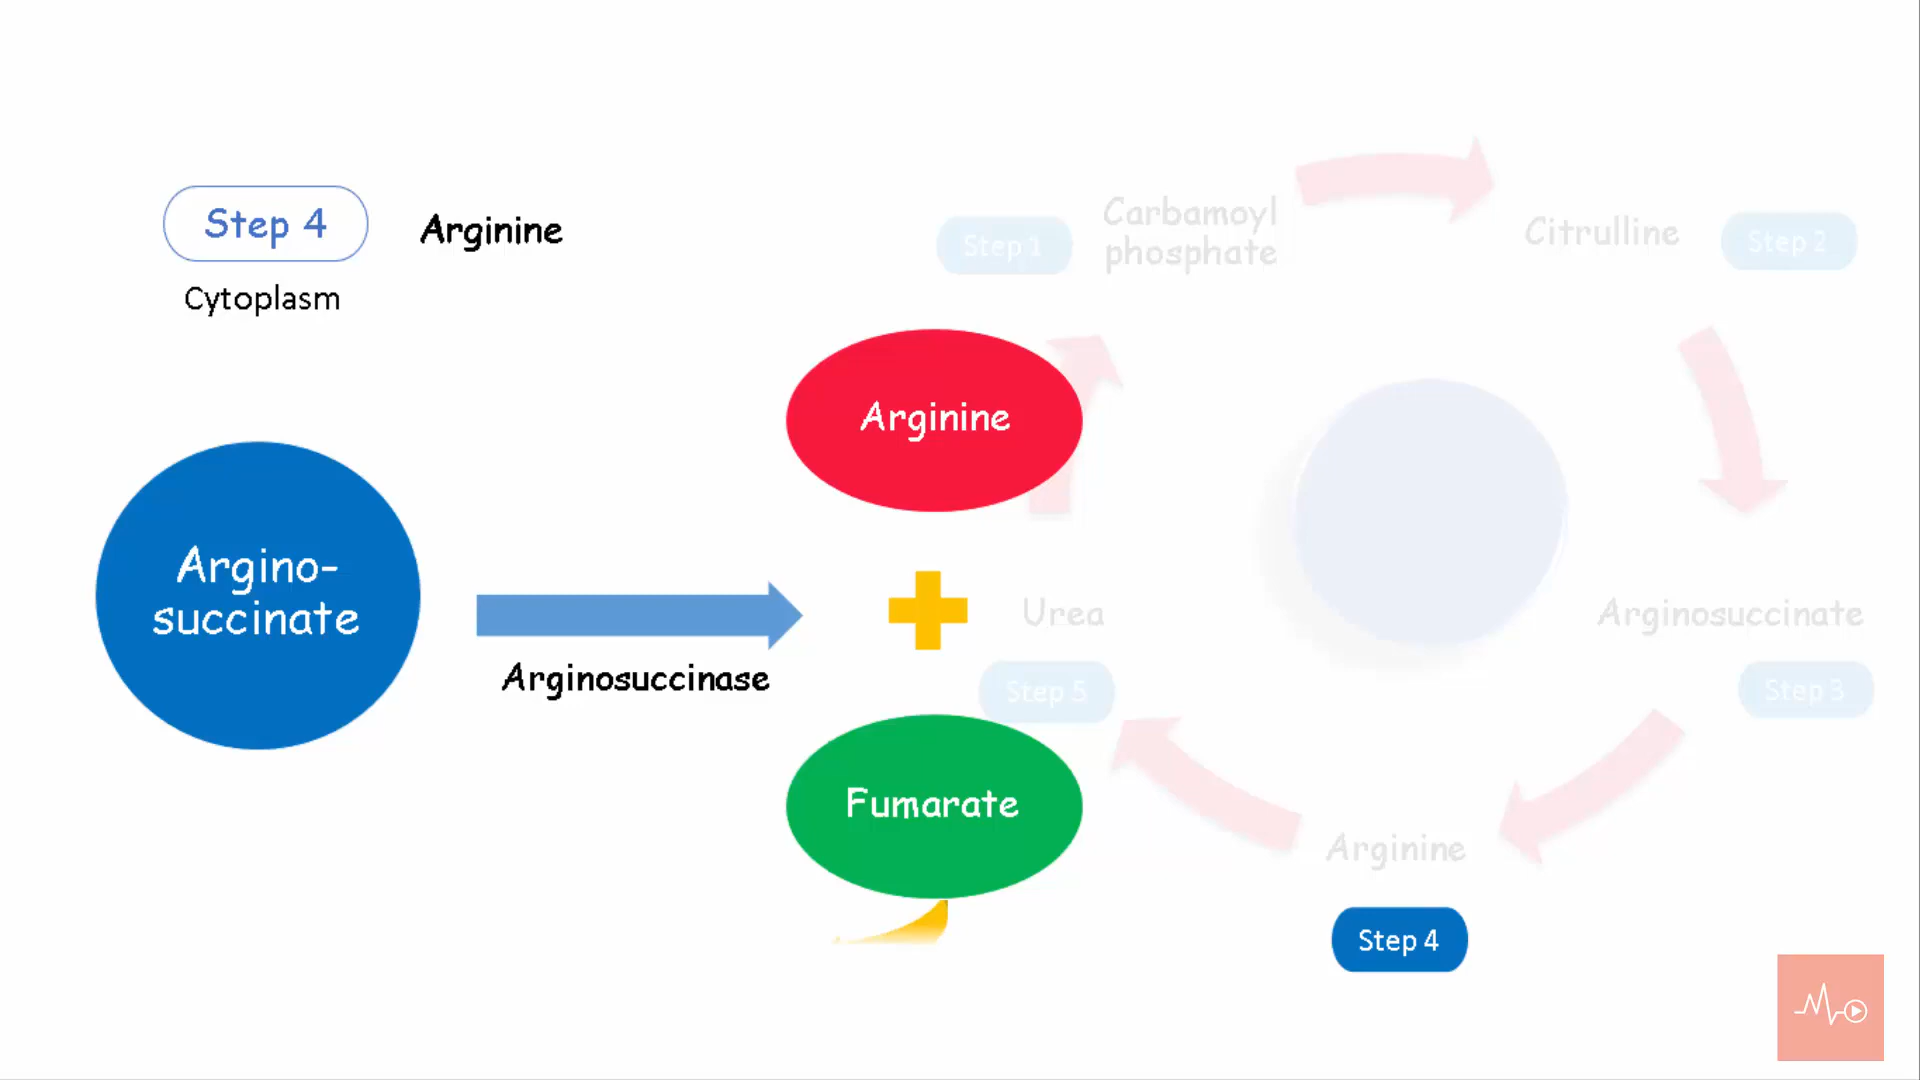 Step 4
Arginine
Cytoplasm
Argino-
succinate
Arginosuccinase
Arginine
Fumarate
Step 1
Carbamoyl
phosphate
Citrulline
Step 2
Urea
Step 5
Arginosuccinate
Step 3
Arginine
Step 4